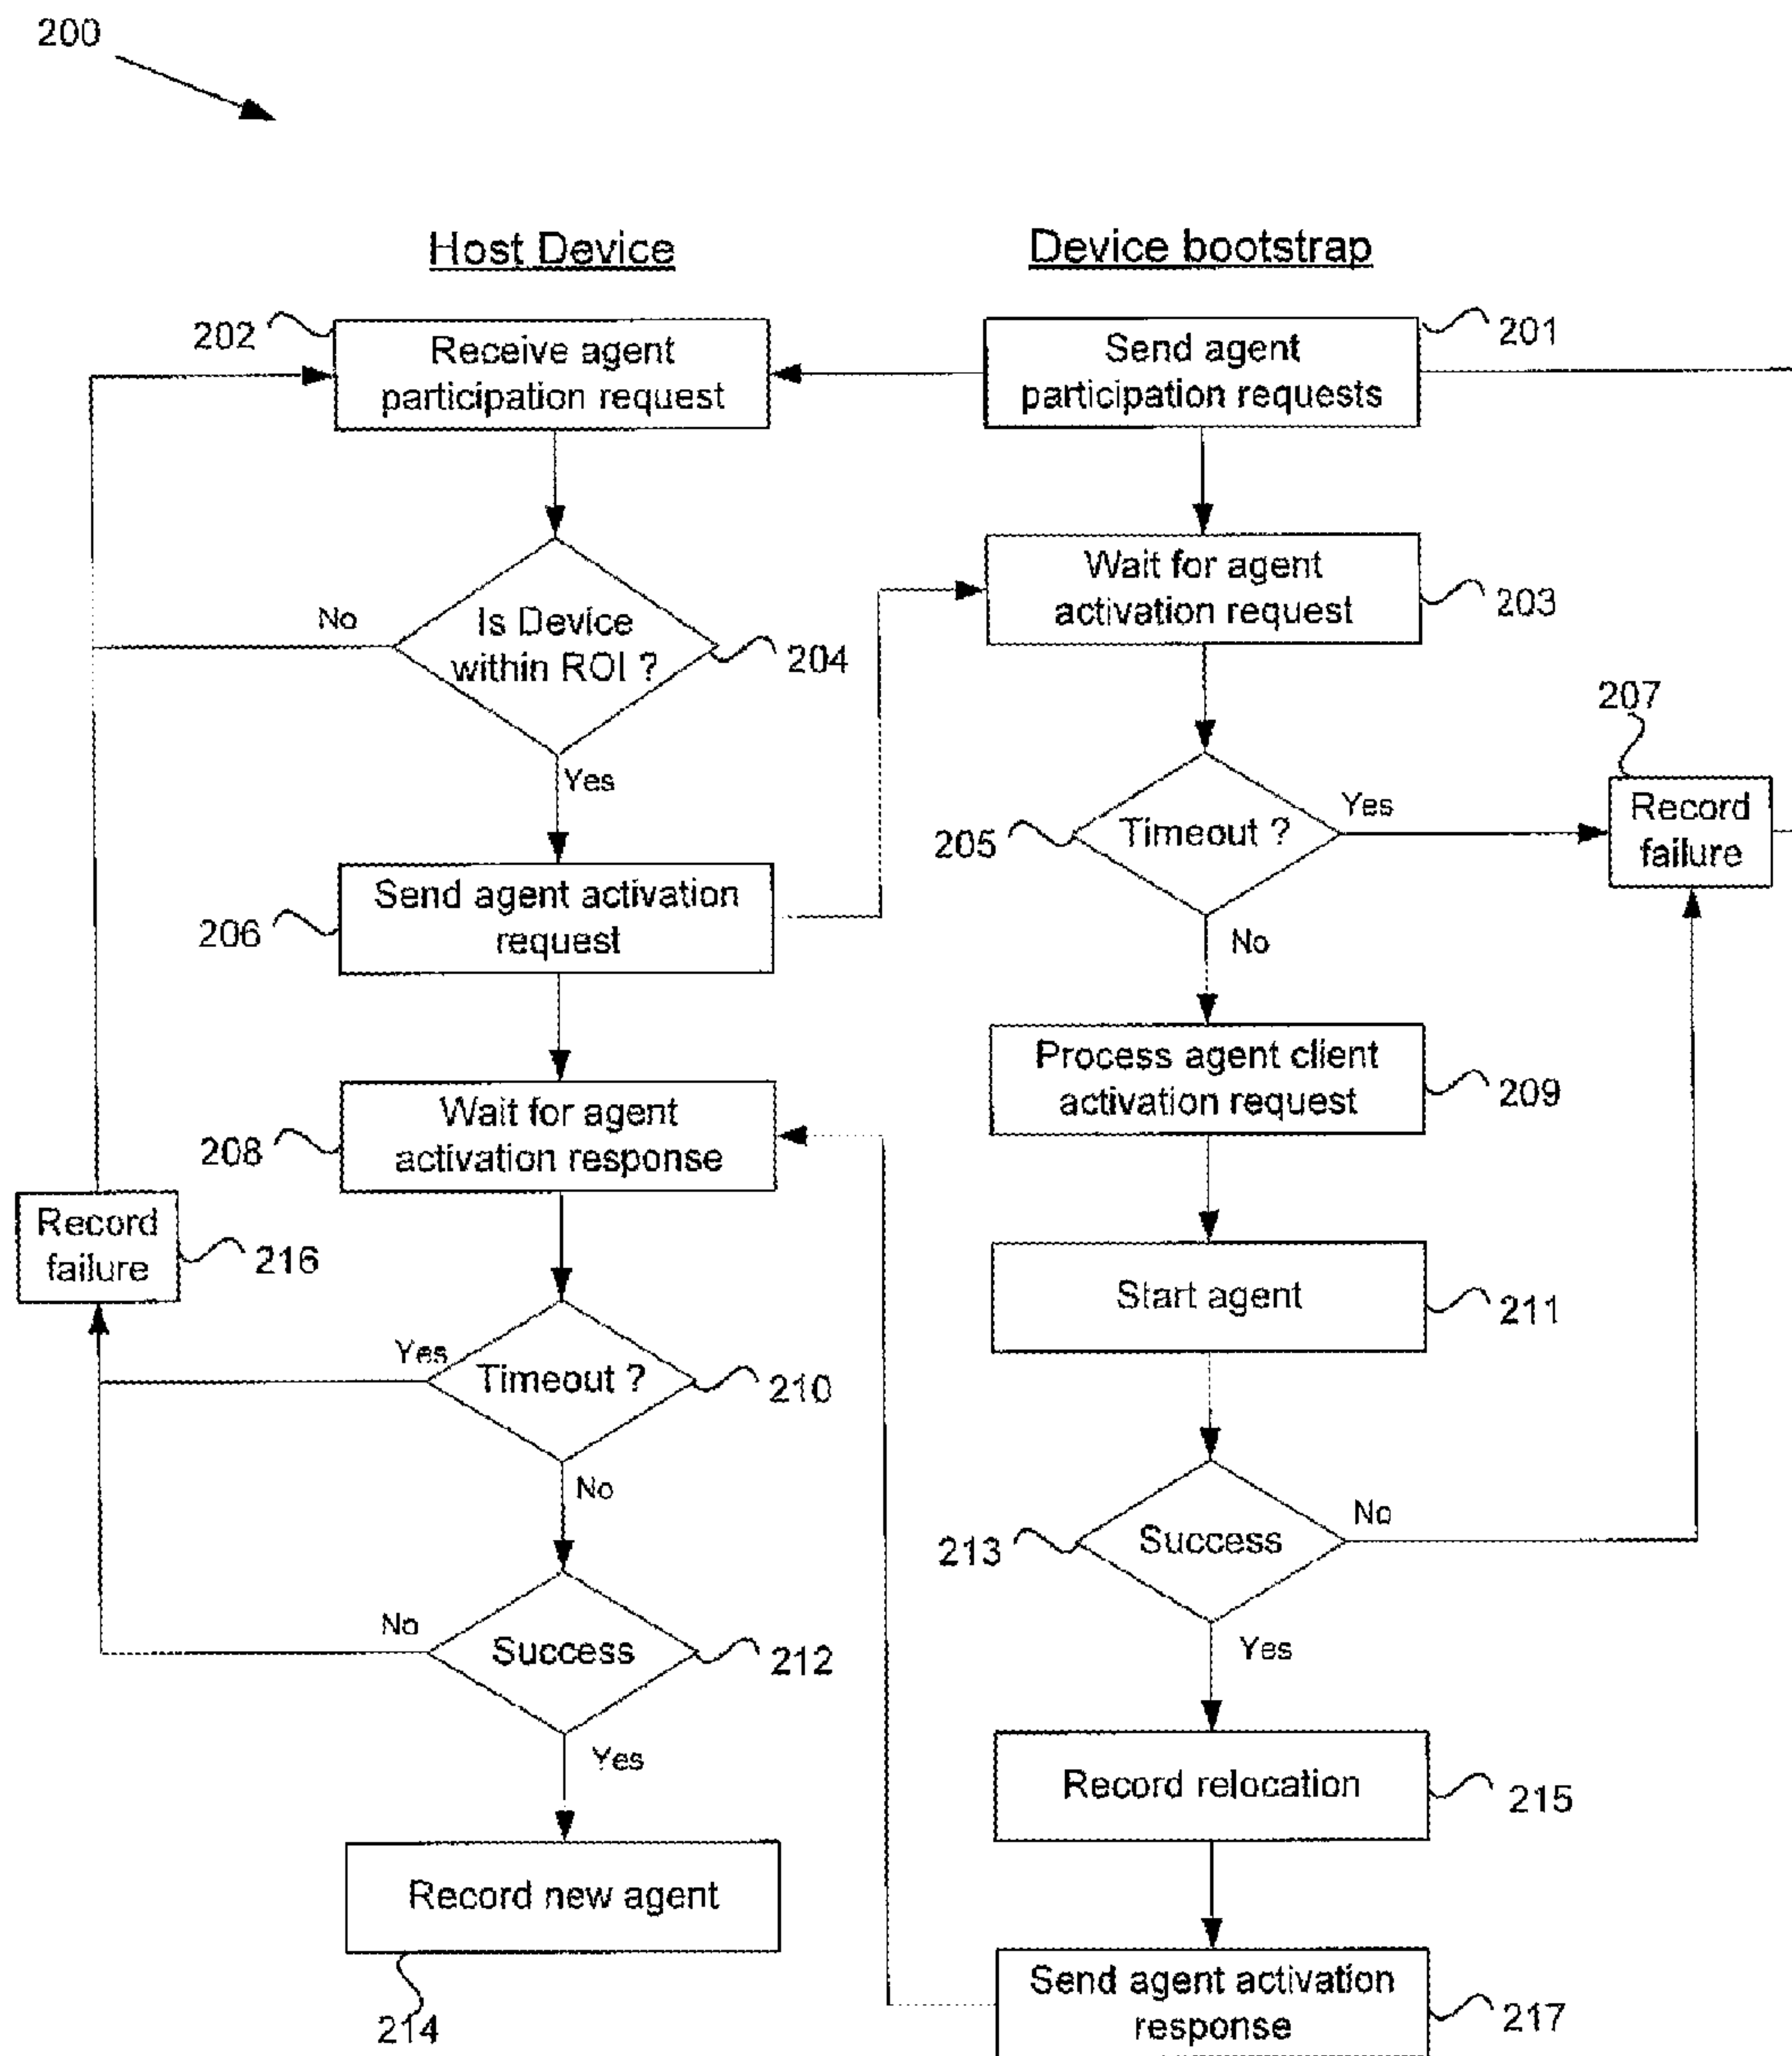 200
Host Device
Device bootstrap
202
Receive agent
participation request
Send agent
participation requests
201
Wait for agent
activation request
203
No
Is Device
within ROI ?
204
Yes
207
Record
failure
205
Timeout ?
Yes
No
206
Send agent activation
request
Process agent client
activation request
209
208
Wait for agent
activation response
Record
failure
216
Start agent
211
Yes
Timeout ?
210
No
213
Success
No
Yes
No
Success
212
Yes
Record relocation
215
Record new agent
214
Send agent activation
response
217